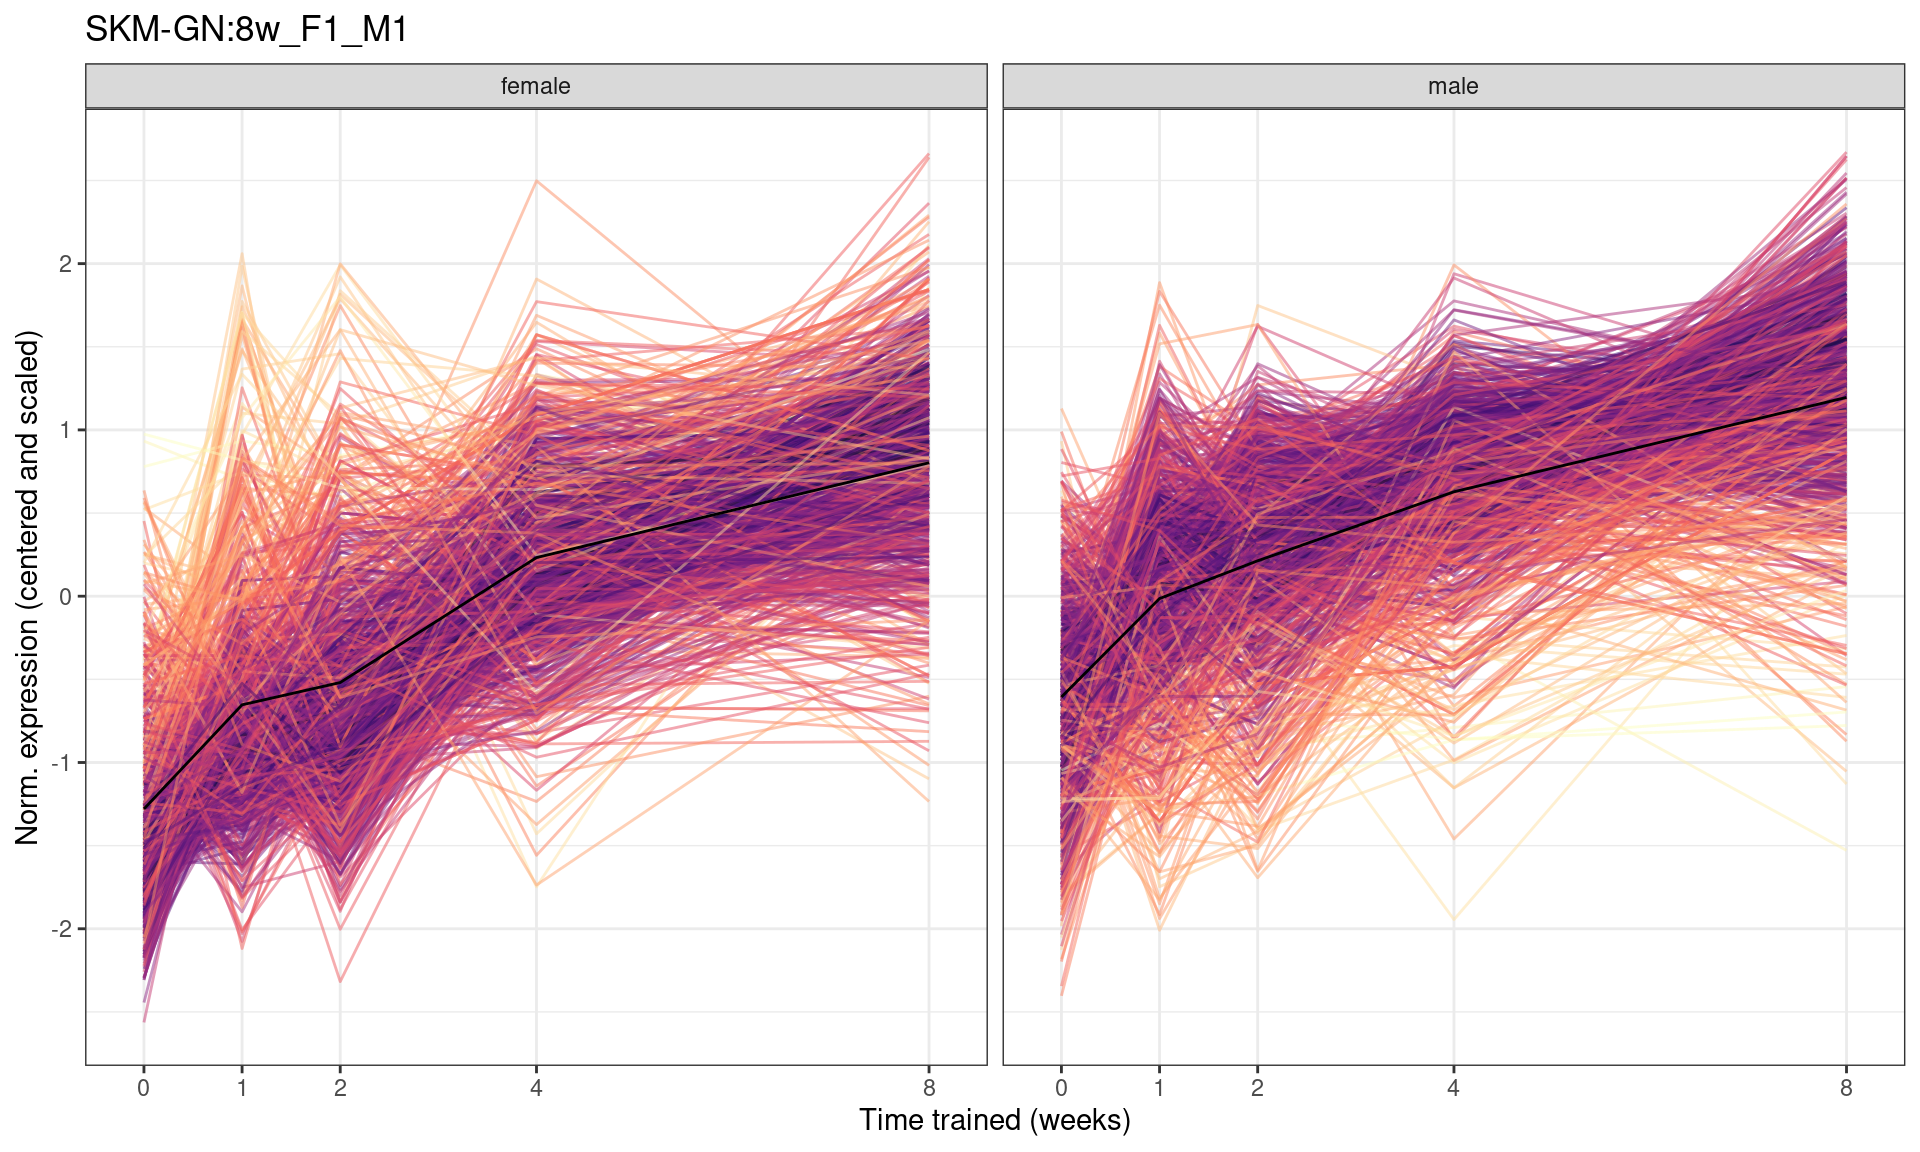 SKM-GN:8w_F1_M1
female
male
Norm. expression (centered and scaled)
2
1
0
-1
-2
0 1 2 4 8
0 1 2 4 8
Time trained (weeks)